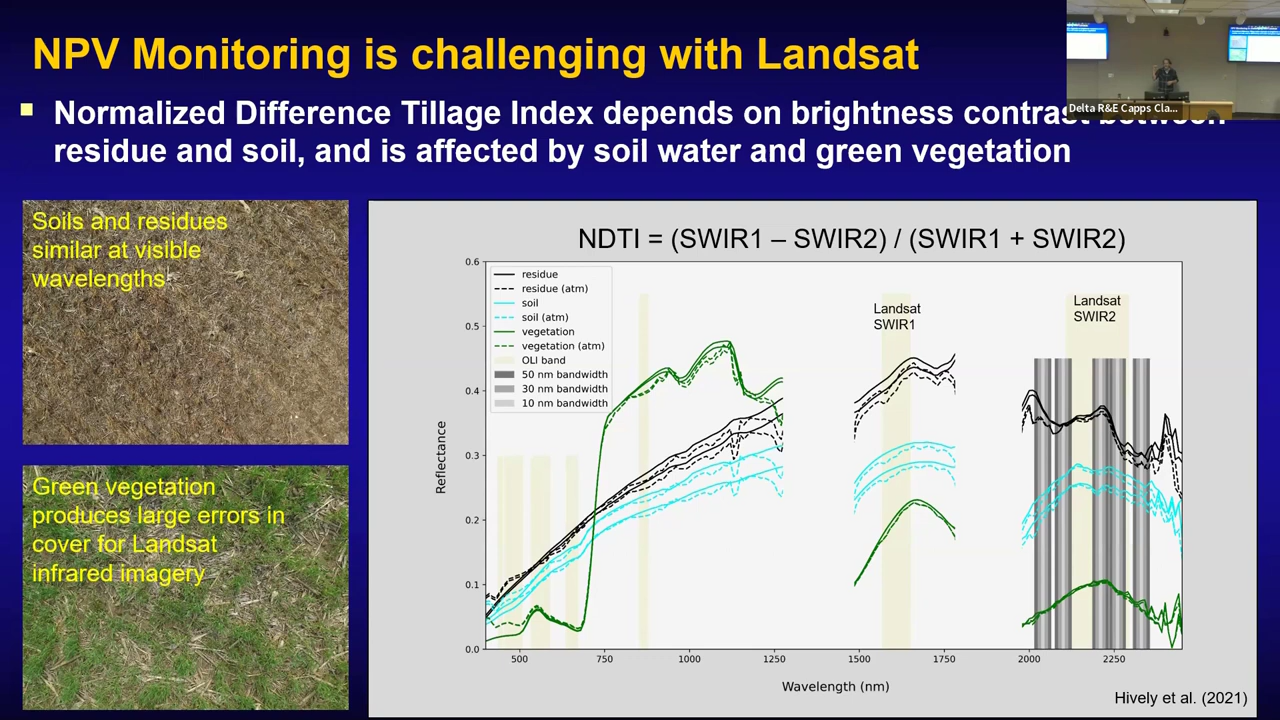 NPV Monitoring is challenging with Landsat
Normalized Difference Tillage Index depends on brightness contrast between
residue and soil, and is affected by soil water and green vegetation
Delta R&E Capps Cla...
Soils and residues
similar at visible
wavelengths
Green vegetation
produces large errors in
cover for Landsat
infrared imagery
NDTI = (SWIR1 – SWIR2) / (SWIR1 + SWIR2)
residue
residue (atm)
soil
soil (atm)
vegetation
vegetation (atm)
OLI band
50 nm bandwidth
30 nm bandwidth
10 nm bandwidth
Landsat
SWIR1
Landsat
SWIR2
Reflectance
0.6
0.5
0.4
0.3
0.2
0.1
0.0
500 750 1000 1250 1500 1750 2000 2250
Wavelength (nm)
Hively et al. (2021)